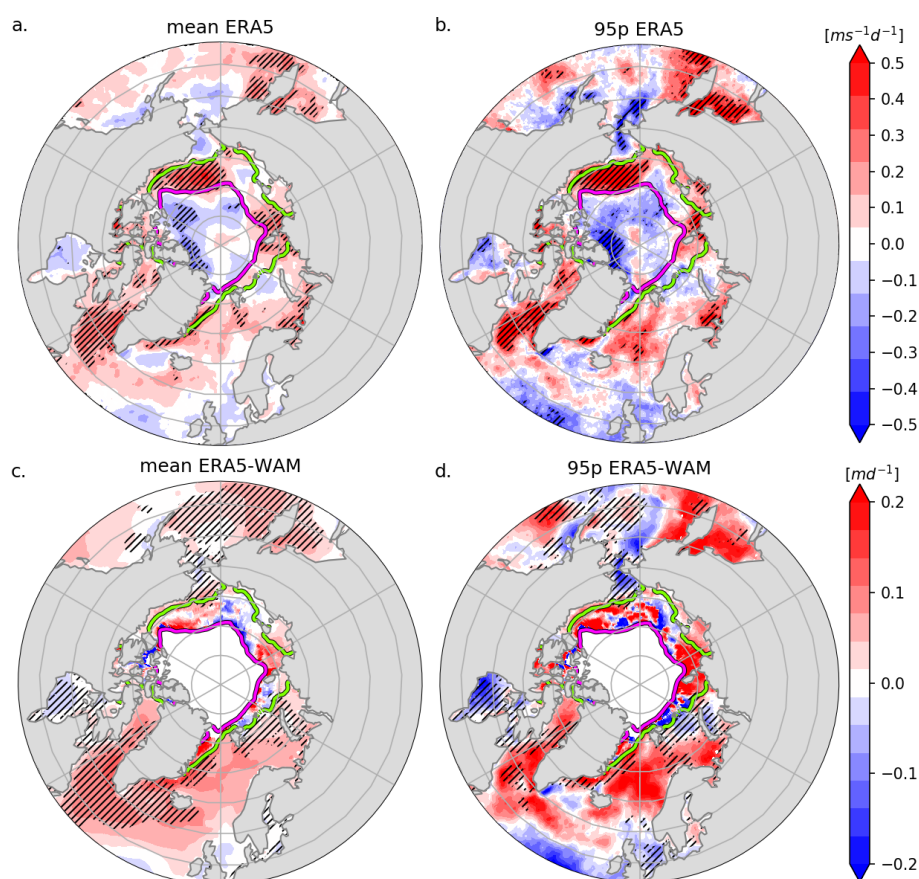 a.
mean ERA5
b.
95p ERA5
[ms⁻¹d⁻¹]
0.5
0.4
0.3
0.2
0.1
0.0
−0.1
−0.2
−0.3
−0.4
−0.5
c.
mean ERA5-WAM
d.
95p ERA5-WAM
[md⁻¹]
0.2
0.1
0.0
−0.1
−0.2